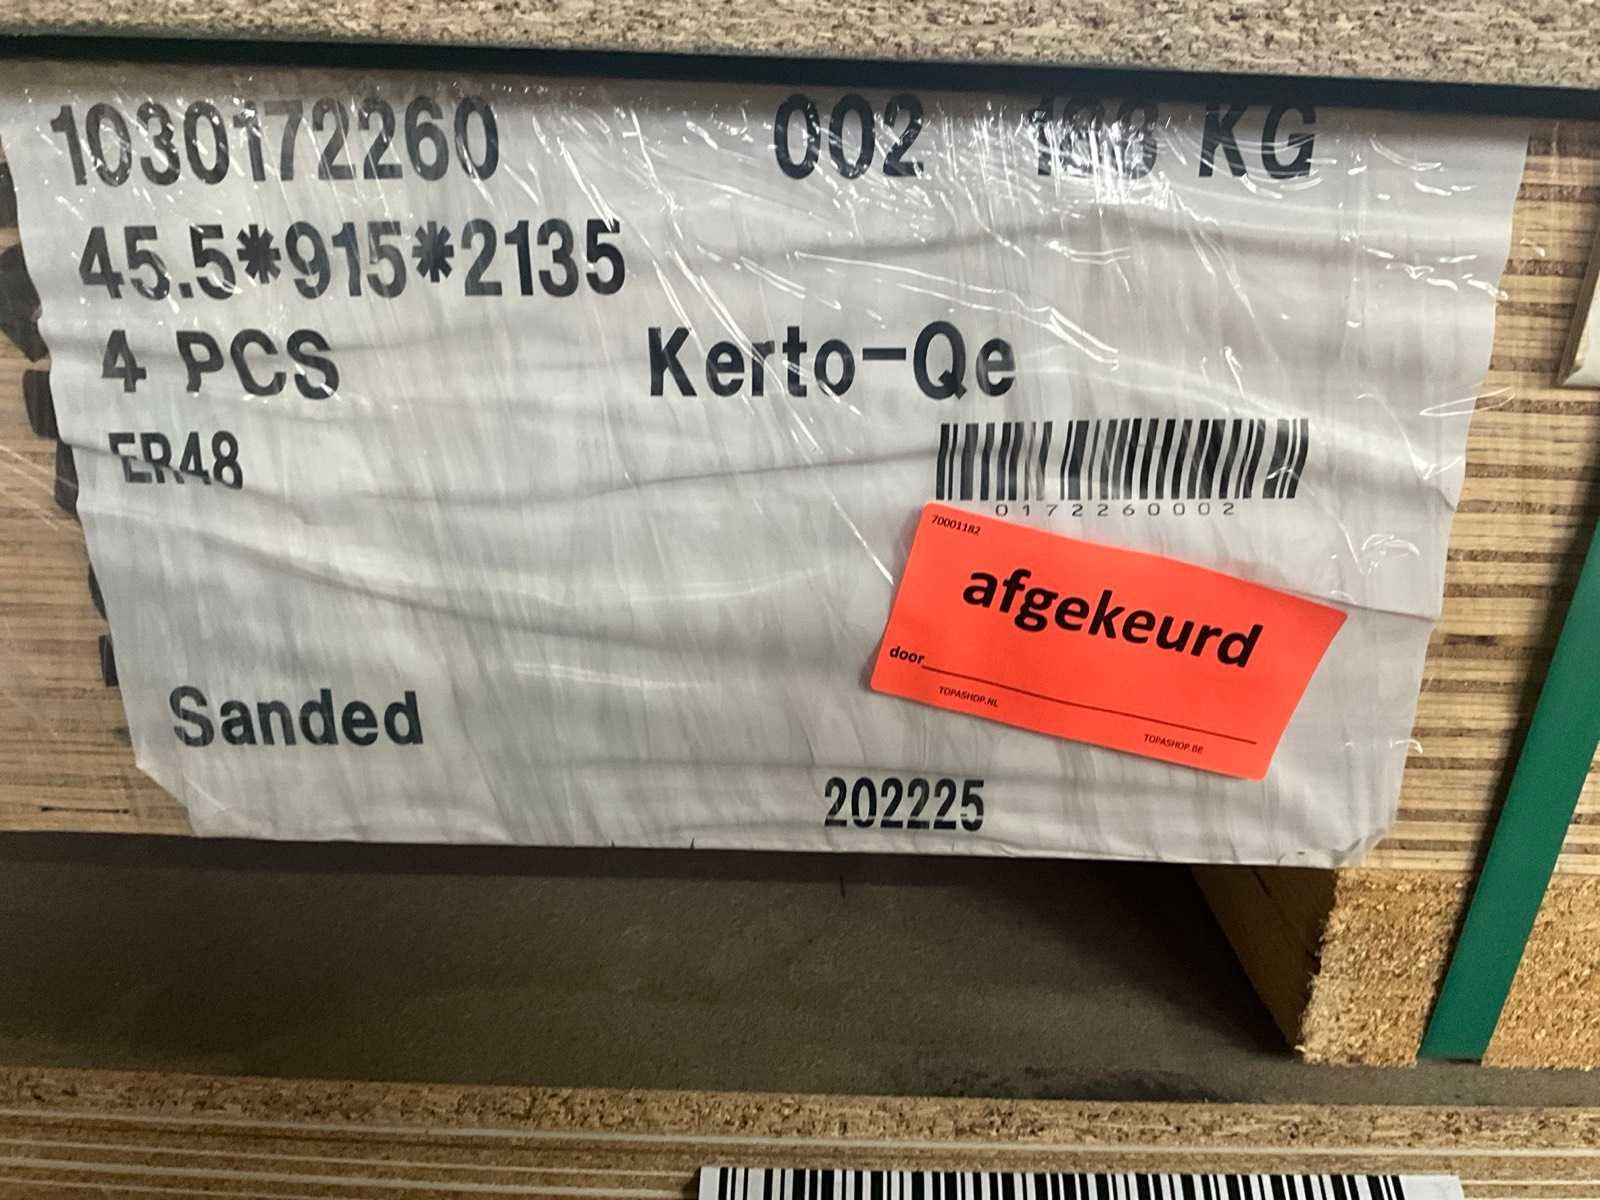 1030172260 002 KG
45.5*915*2135
4 PCS Kerto-Qe
ER48
0172260002
70001182
afgekeurd
door
TOPASHOP.NL
TOPASHOP.BE
Sanded
202225